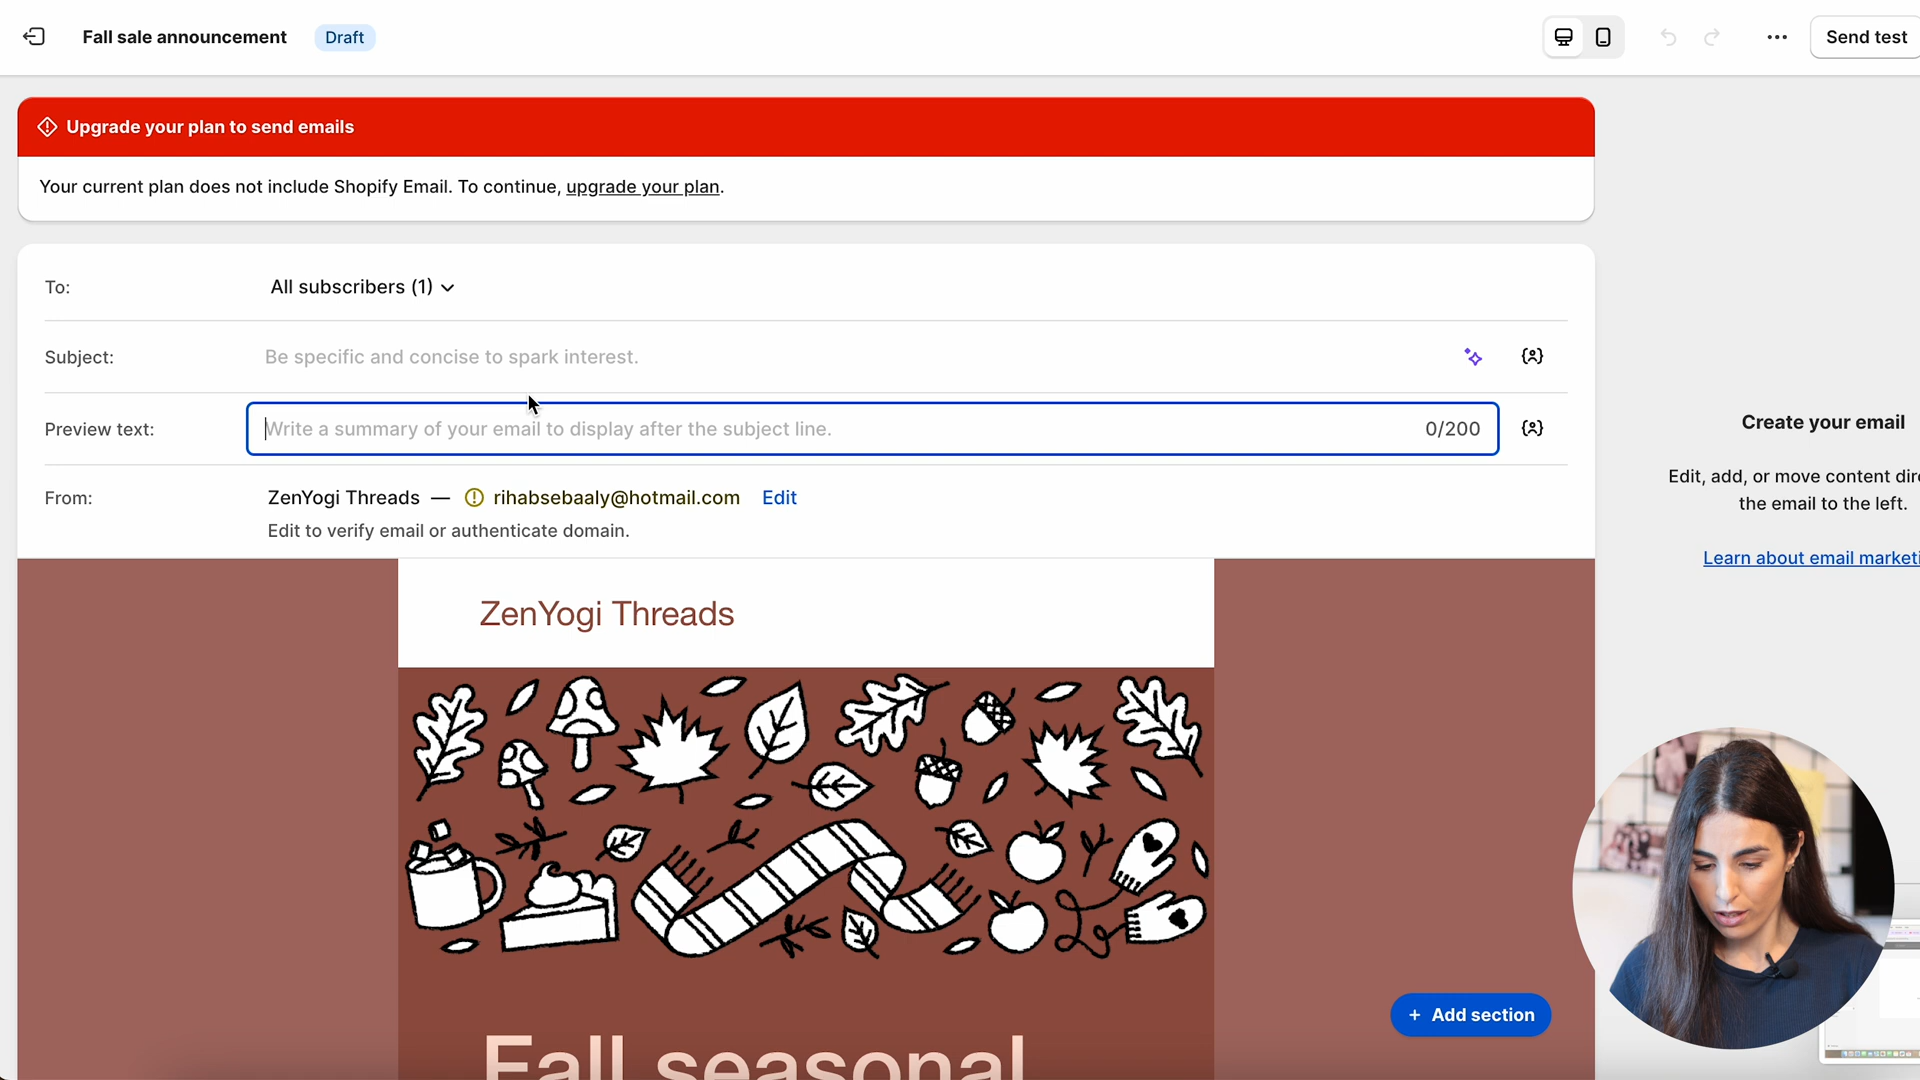 Fall sale announcement
Draft
Send test
Upgrade your plan to send emails
Your current plan does not include Shopify Email. To continue, upgrade your plan.
To:
All subscribers (1)
Subject:
Be specific and concise to spark interest.
Preview text:
Write a summary of your email to display after the subject line.
0/200
From:
ZenYogi Threads — rihabsebaaly@hotmail.com Edit
Edit to verify email or authenticate domain.
Create your email
Edit, add, or move content dire
the email to the left.
Learn about email marketi
ZenYogi Threads
Fall seasonal
+ Add section